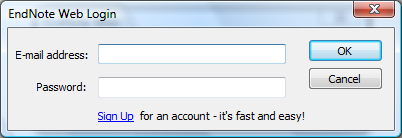 EndNote Web Login
E-mail address:
OK
Password:
Cancel
Sign Up for an account - it's fast and easy!